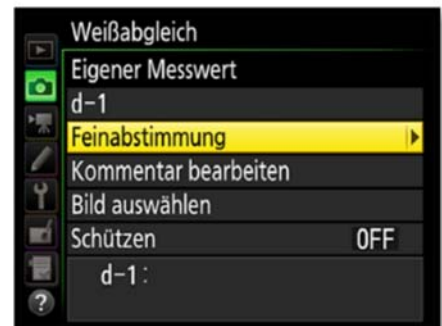 Weißabgleich
Eigener Messwert
d-1
Feinabstimmung
Kommentar bearbeiten
Bild auswählen
Schützen OFF
d-1:
?